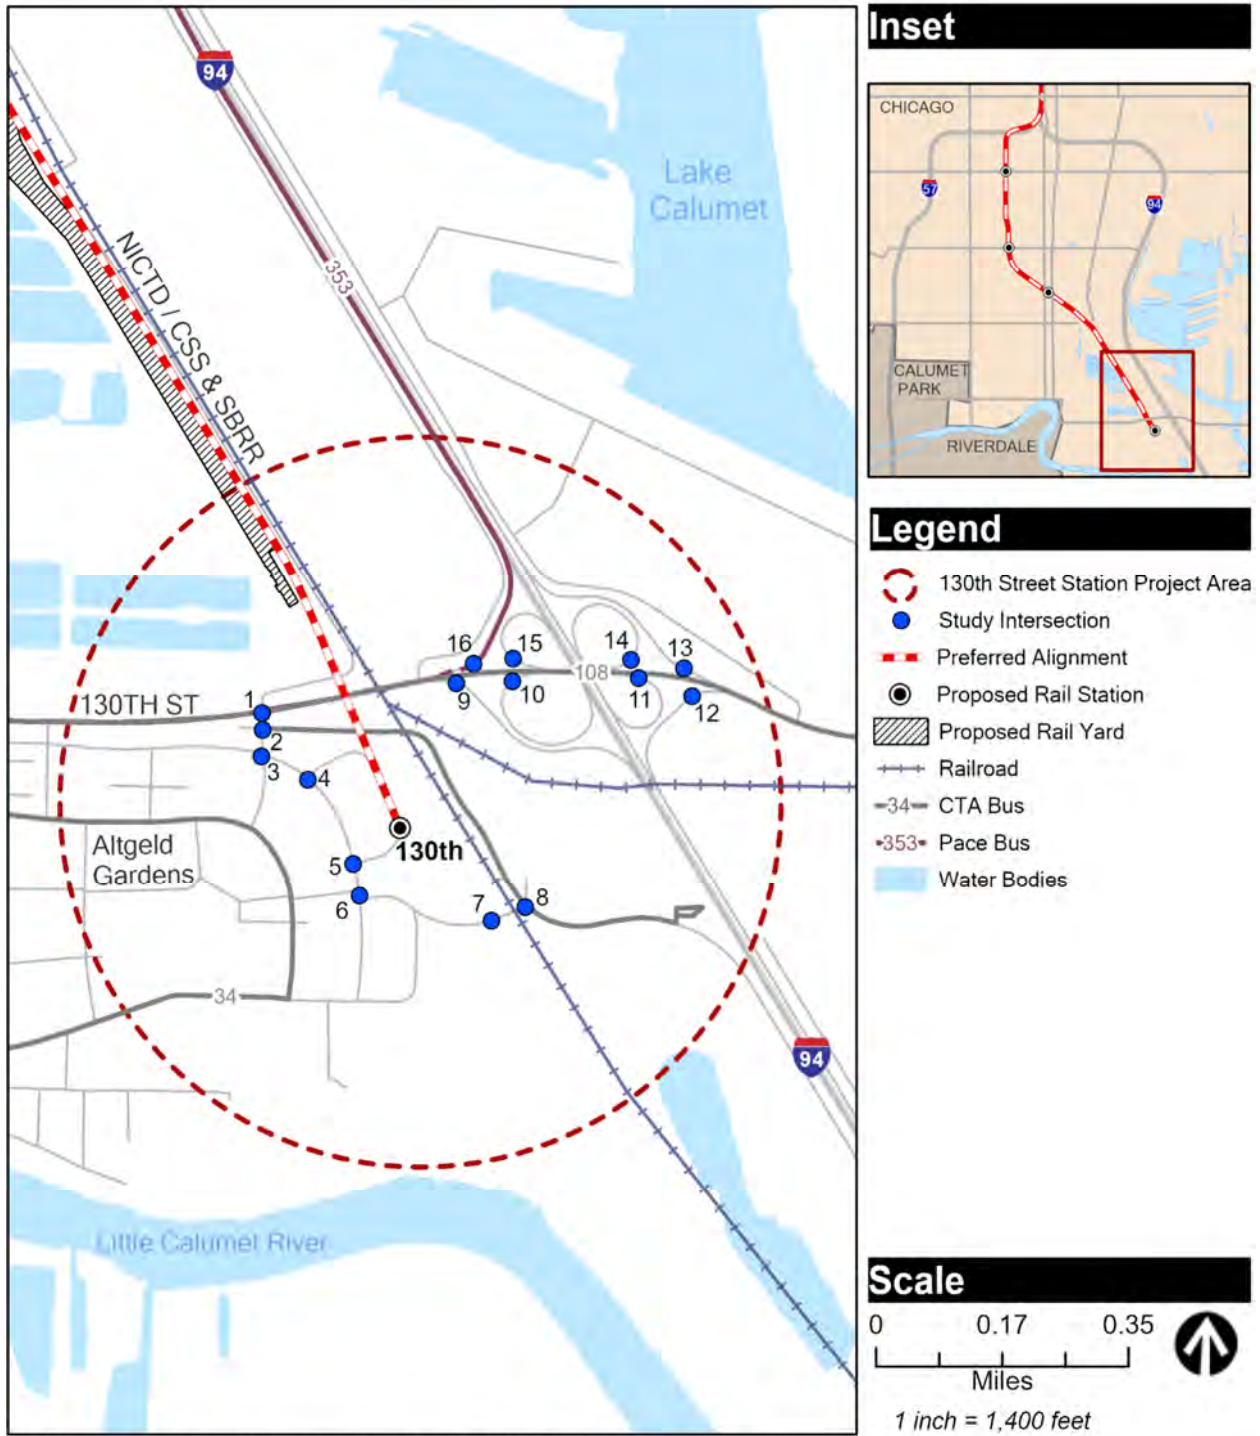 94
Lake
Calumet
353
NICTD / CSS & SBRR
16
15
14
13
108
130TH ST
1
9
10
11
12
2
3
4
130th
Altgeld
Gardens
5
6
7
8
34
94
Little Calumet River
Inset
CHICAGO
57
94
CALUMET
PARK
RIVERDALE
Legend
130th Street Station Project Area
Study Intersection
Preferred Alignment
Proposed Rail Station
Proposed Rail Yard
Railroad
34 CTA Bus
353 Pace Bus
Water Bodies
Scale
0 0.17 0.35
Miles
1 inch = 1,400 feet